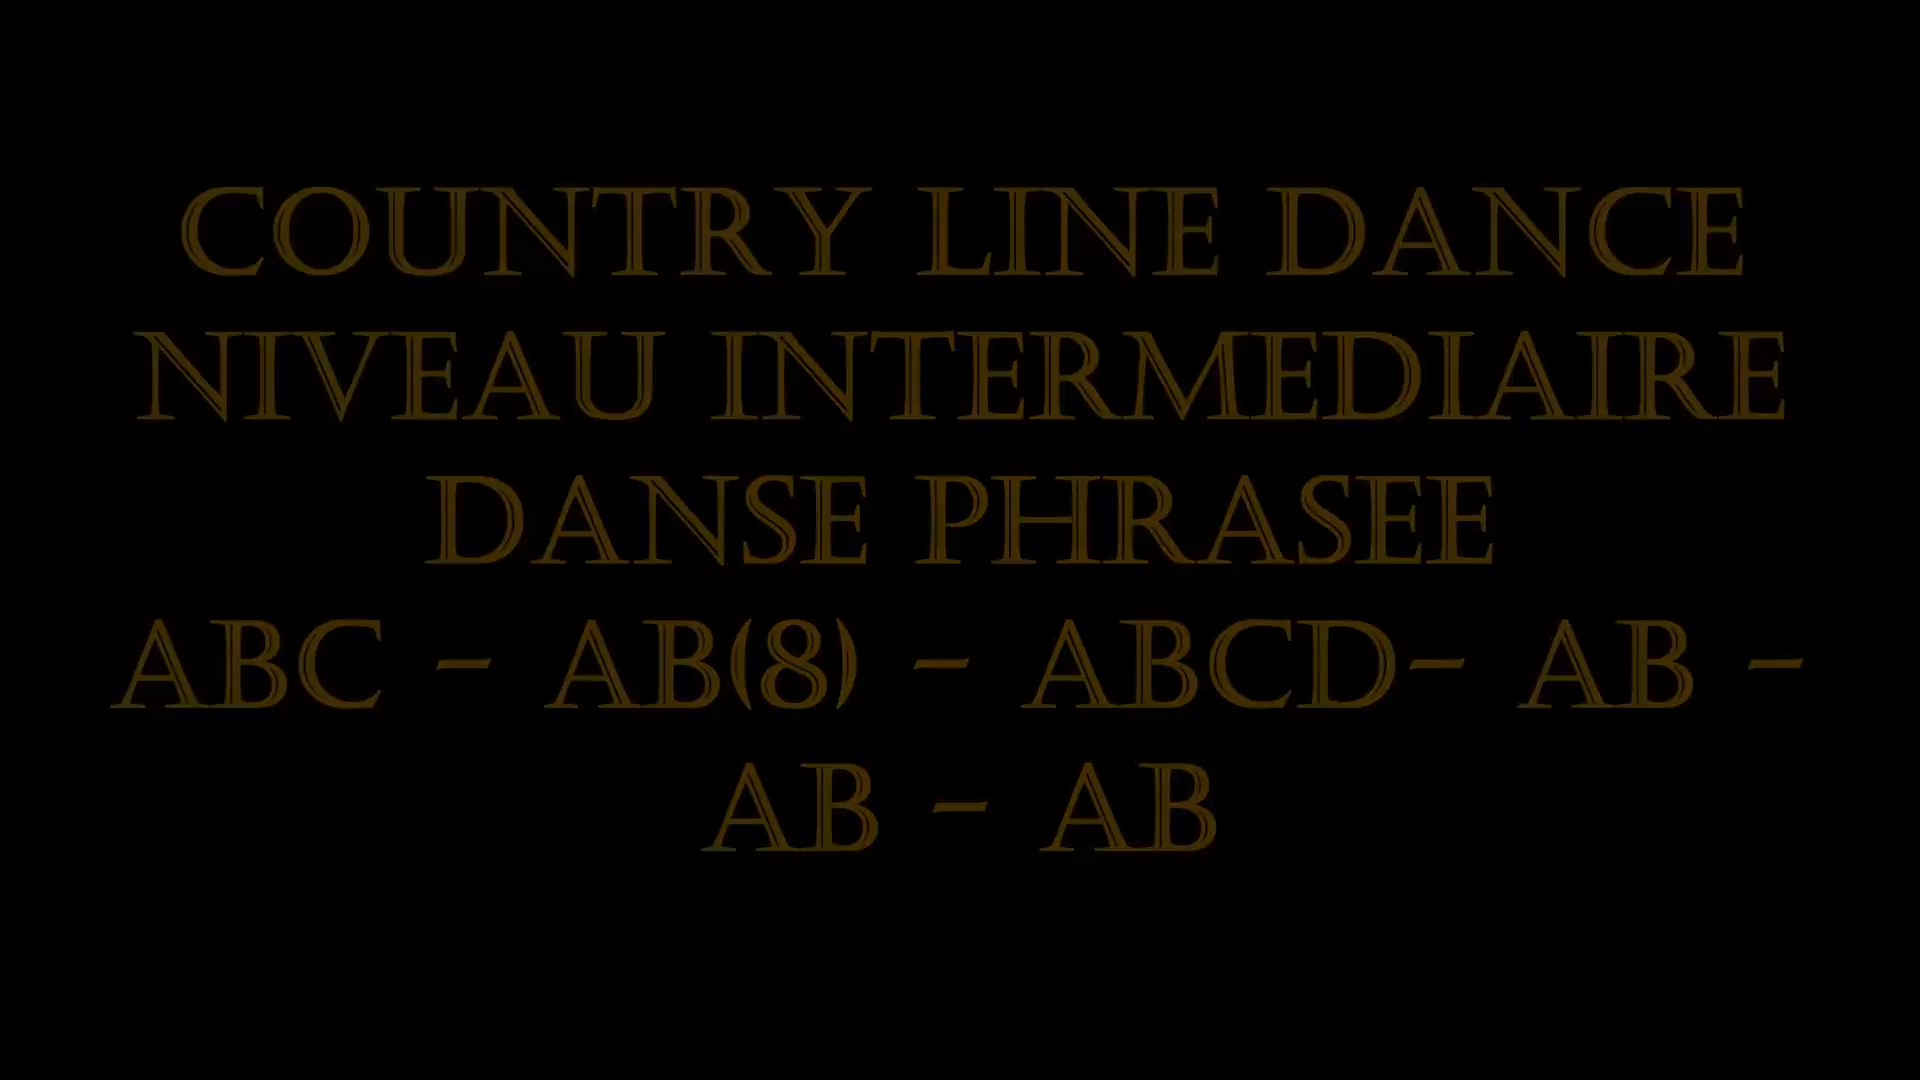 COUNTRY LINE DANCE
NIVEAU INTERMEDIAIRE
DANSE PHRASEE
ABC - AB(8) - ABCD- AB -
AB - AB